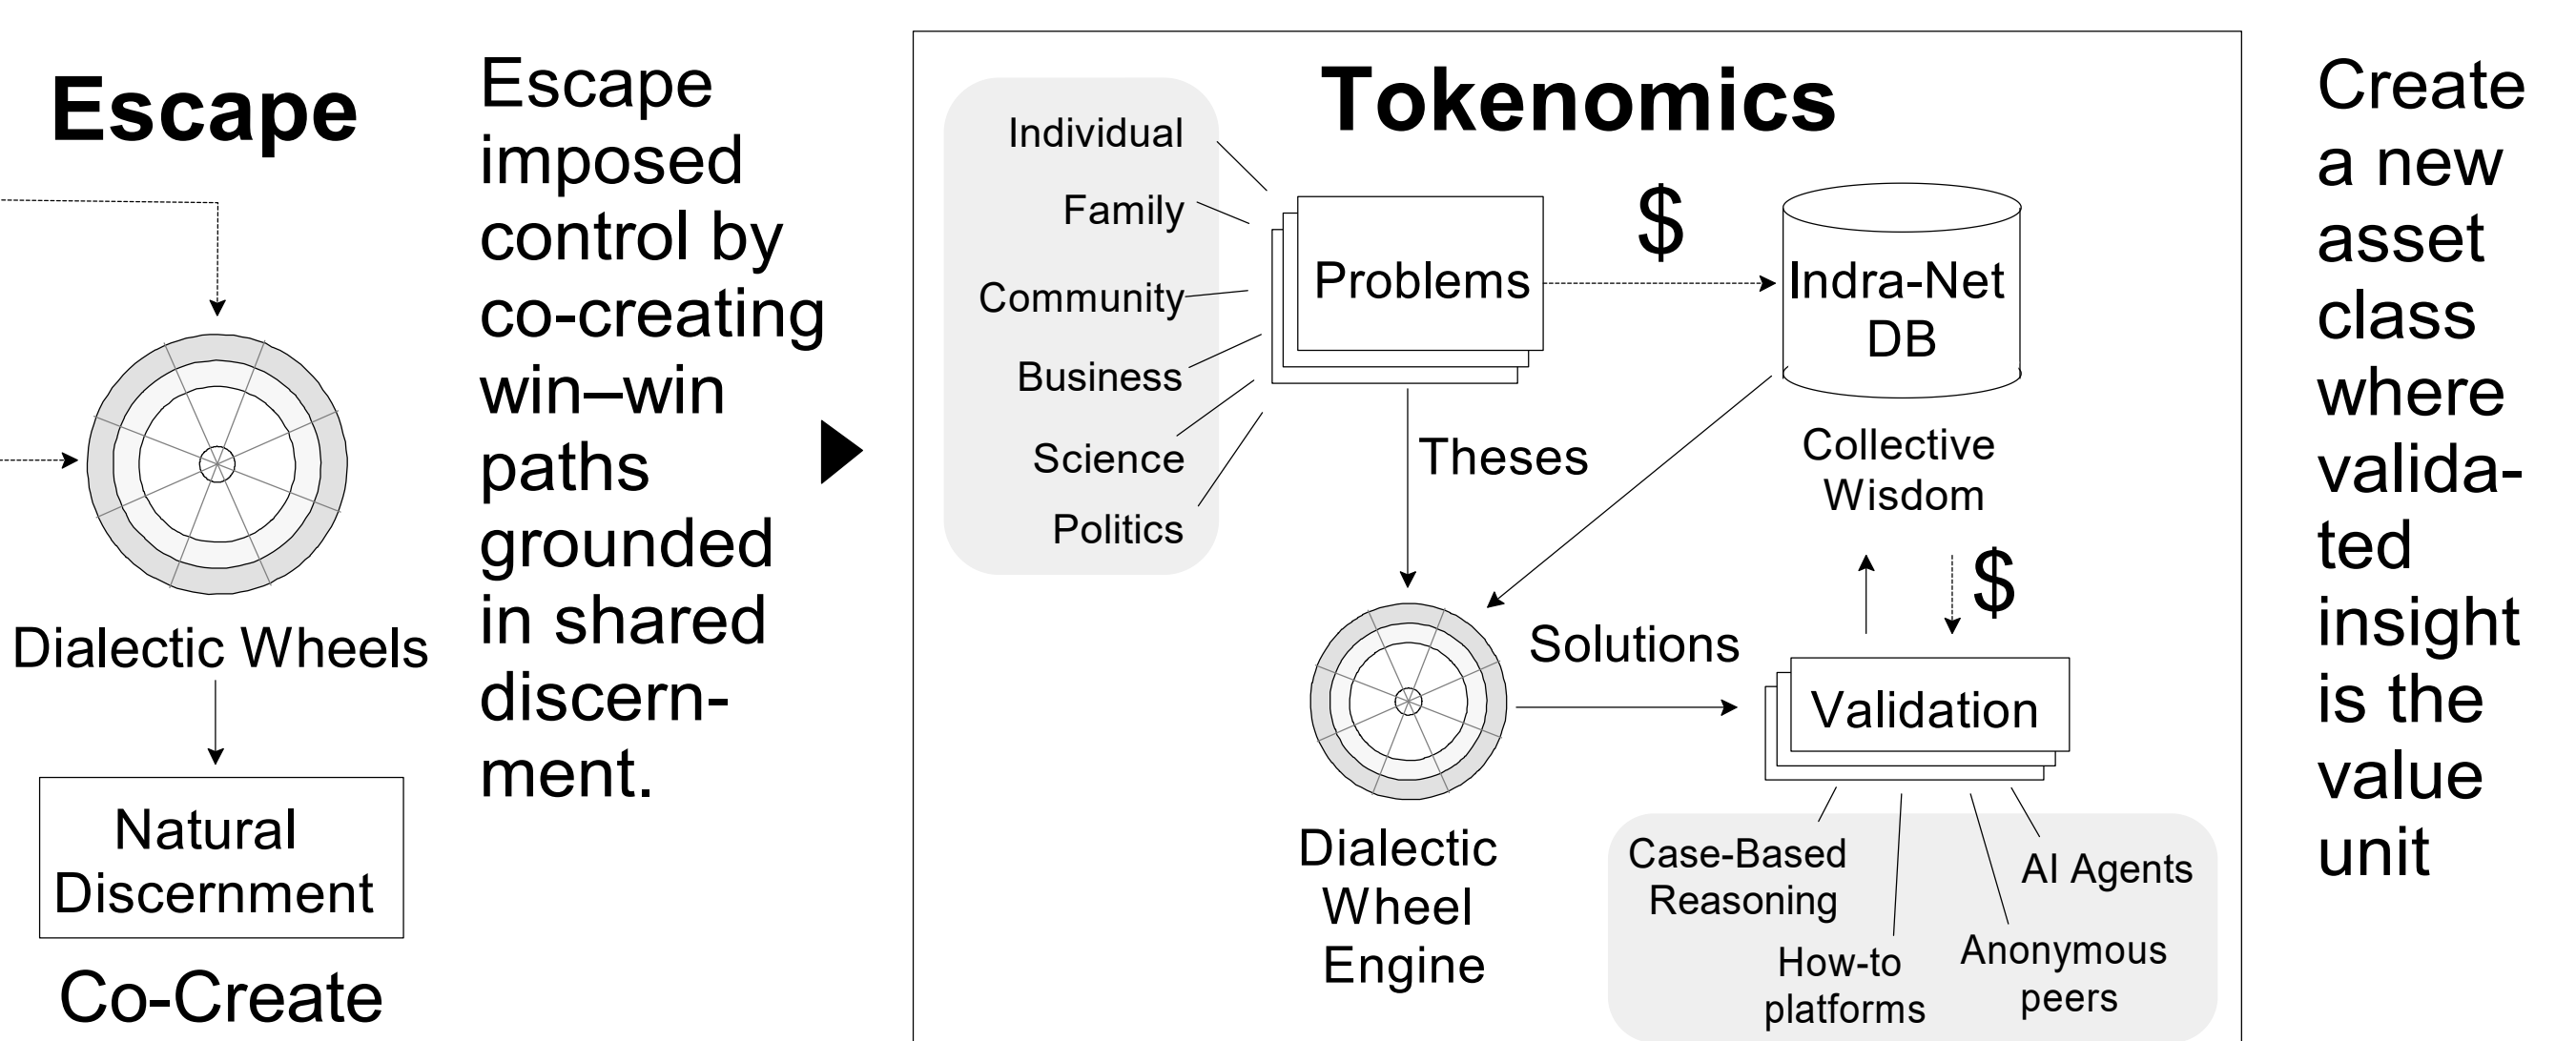 Escape
Dialectic Wheels
Natural
Discernment
Co-Create
Escape
imposed
control by
co-creating
win–win
paths
grounded
in shared
discern-
ment.
Tokenomics
Individual
Family
Community
Business
Science
Politics
Problems
$
Indra-Net
DB
Theses
Collective
Wisdom
$
Solutions
Validation
Dialectic
Wheel
Engine
Case-Based
Reasoning
How-to
platforms
Anonymous
peers
AI Agents
Create
a new
asset
class
where
valida-
ted
insight
is the
value
unit